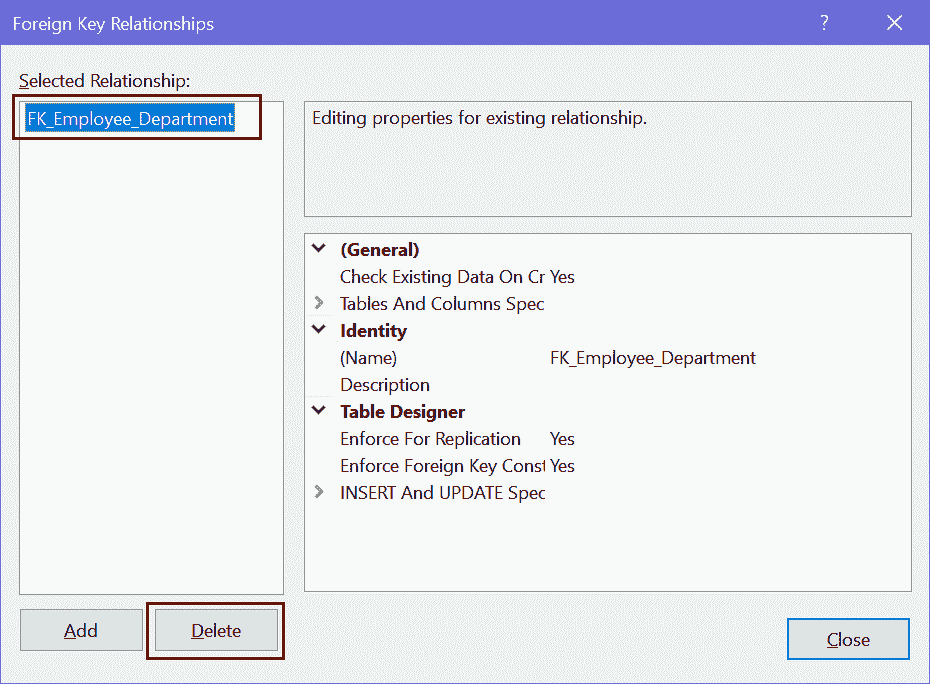 Foreign Key Relationships
?
Selected Relationship:
FK_Employee_Department
Editing properties for existing relationship.
(General)
Check Existing Data On Cr Yes
Tables And Columns Spec
Identity
(Name) FK_Employee_Department
Description
Table Designer
Enforce For Replication Yes
Enforce Foreign Key Const Yes
INSERT And UPDATE Spec
Add Delete Close